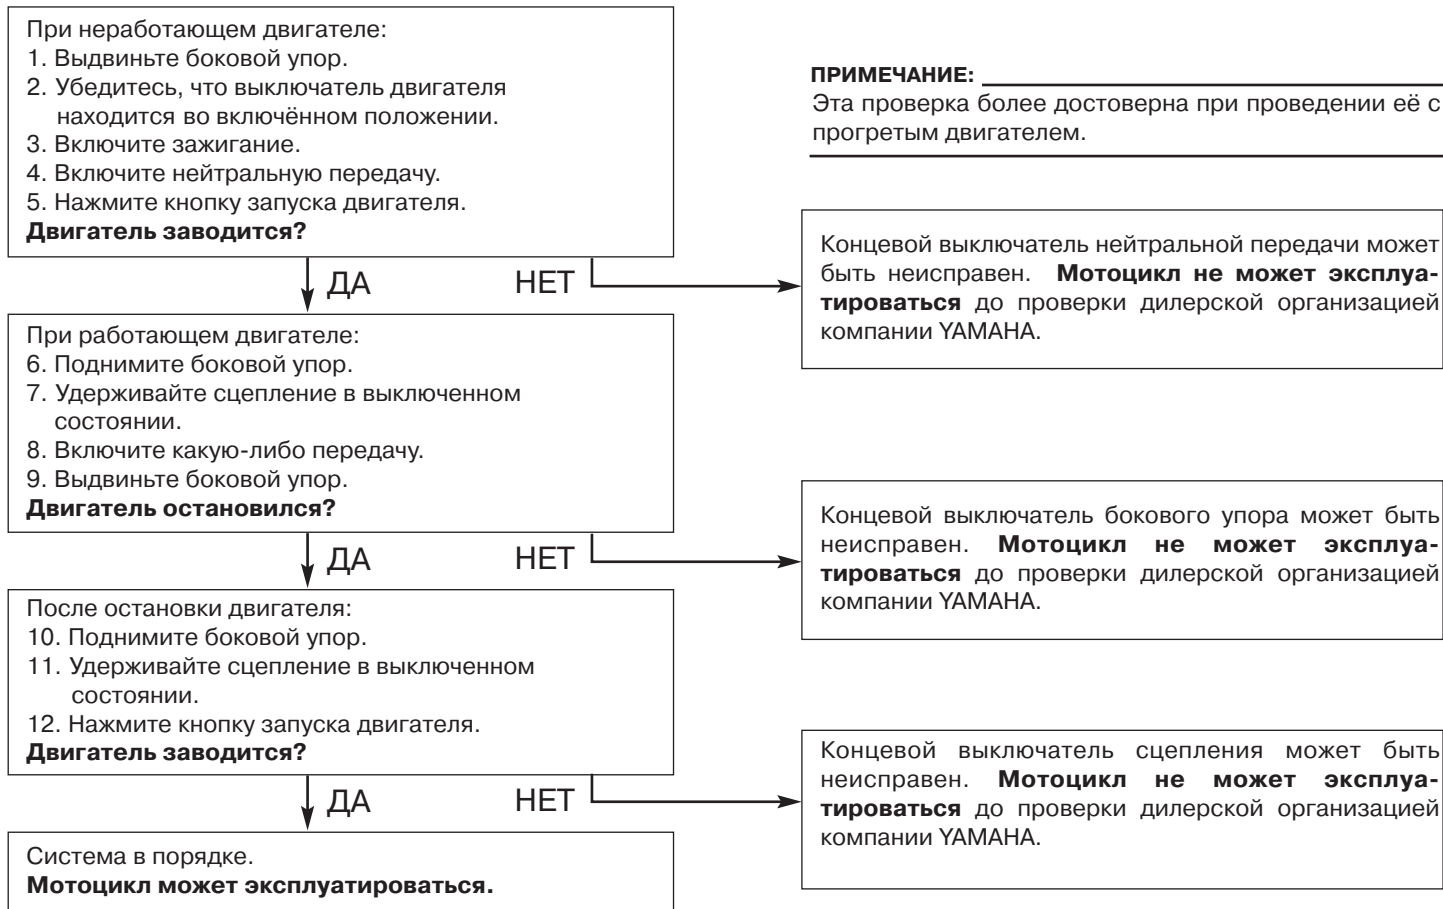 При неработающем двигателе:
1. Выдвиньте боковой упор.
2. Убедитесь, что выключатель двигателя
находится во включённом положении.
3. Включите зажигание.
4. Включите нейтральную передачу.
5. Нажмите кнопку запуска двигателя.
Двигатель заводится?
ПРИМЕЧАНИЕ:
Эта проверка более достоверна при проведении её с
прогретым двигателем.
ДА
НЕТ
Концевой выключатель нейтральной передачи может
быть неисправен. Мотоцикл не может эксплуа-
тироваться до проверки дилерской организацией
компании YAMAHA.
При работающем двигателе:
6. Поднимите боковой упор.
7. Удерживайте сцепление в выключенном
состоянии.
8. Включите какую-либо передачу.
9. Выдвиньте боковой упор.
Двигатель остановился?
ДА
НЕТ
Концевой выключатель бокового упора может быть
неисправен. Мотоцикл не может эксплуа-
тироваться до проверки дилерской организацией
компании YAMAHA.
После остановки двигателя:
10. Поднимите боковой упор.
11. Удерживайте сцепление в выключенном
состоянии.
12. Нажмите кнопку запуска двигателя.
Двигатель заводится?
ДА
НЕТ
Концевой выключатель сцепления может быть
неисправен. Мотоцикл не может эксплуа-
тироваться до проверки дилерской организацией
компании YAMAHA.
Система в порядке.
Мотоцикл может эксплуатироваться.